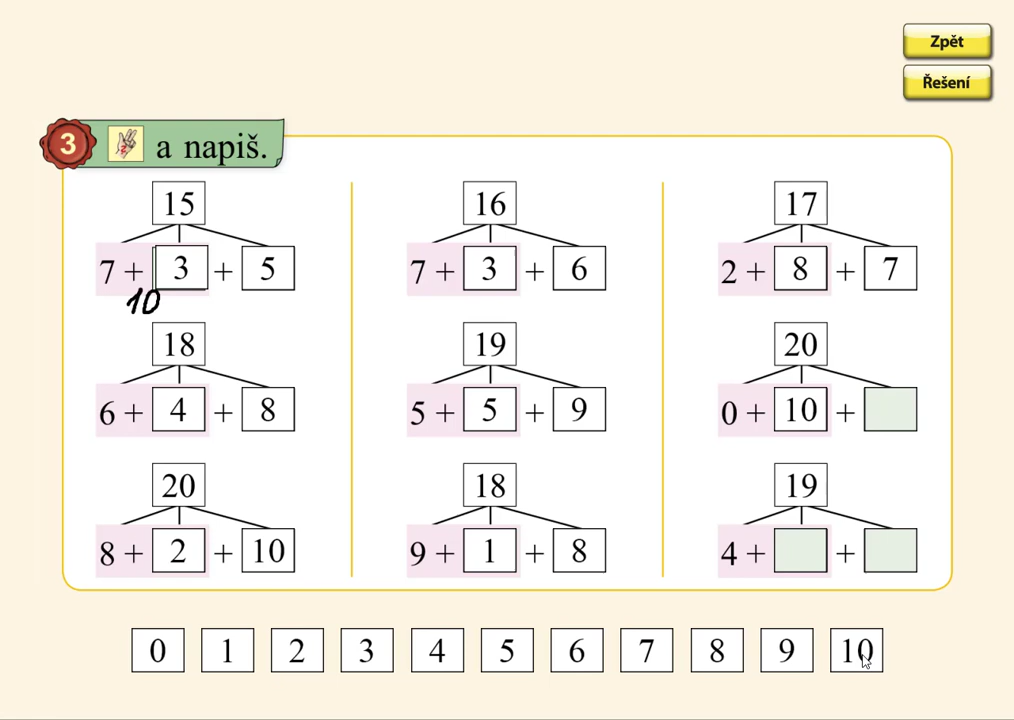 Zpět
Řešení
3 a napiš.
15 16 17
7 + 3 + 5 7 + 3 + 6 2 + 8 + 7
10
18 19 20
6 + 4 + 8 5 + 5 + 9 0 + 10 +
20 18 19
8 + 2 + 10 9 + 1 + 8 4 + +
0 1 2 3 4 5 6 7 8 9 10